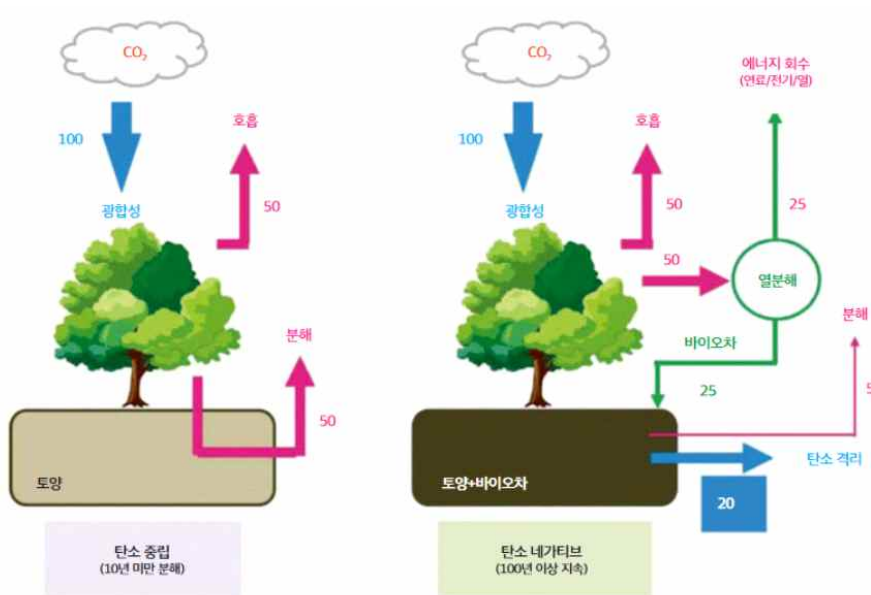 CO₂
100
광합성
호흡
50
분해
50
토양
탄소 중립
(10년 미만 분해)
CO₂
100
광합성
호흡
50
50
에너지 회수
(연료/전기/열)
25
열분해
바이오차
25
분해
5
토양+바이오차
탄소 격리
20
탄소 네가티브
(100년 이상 지속)